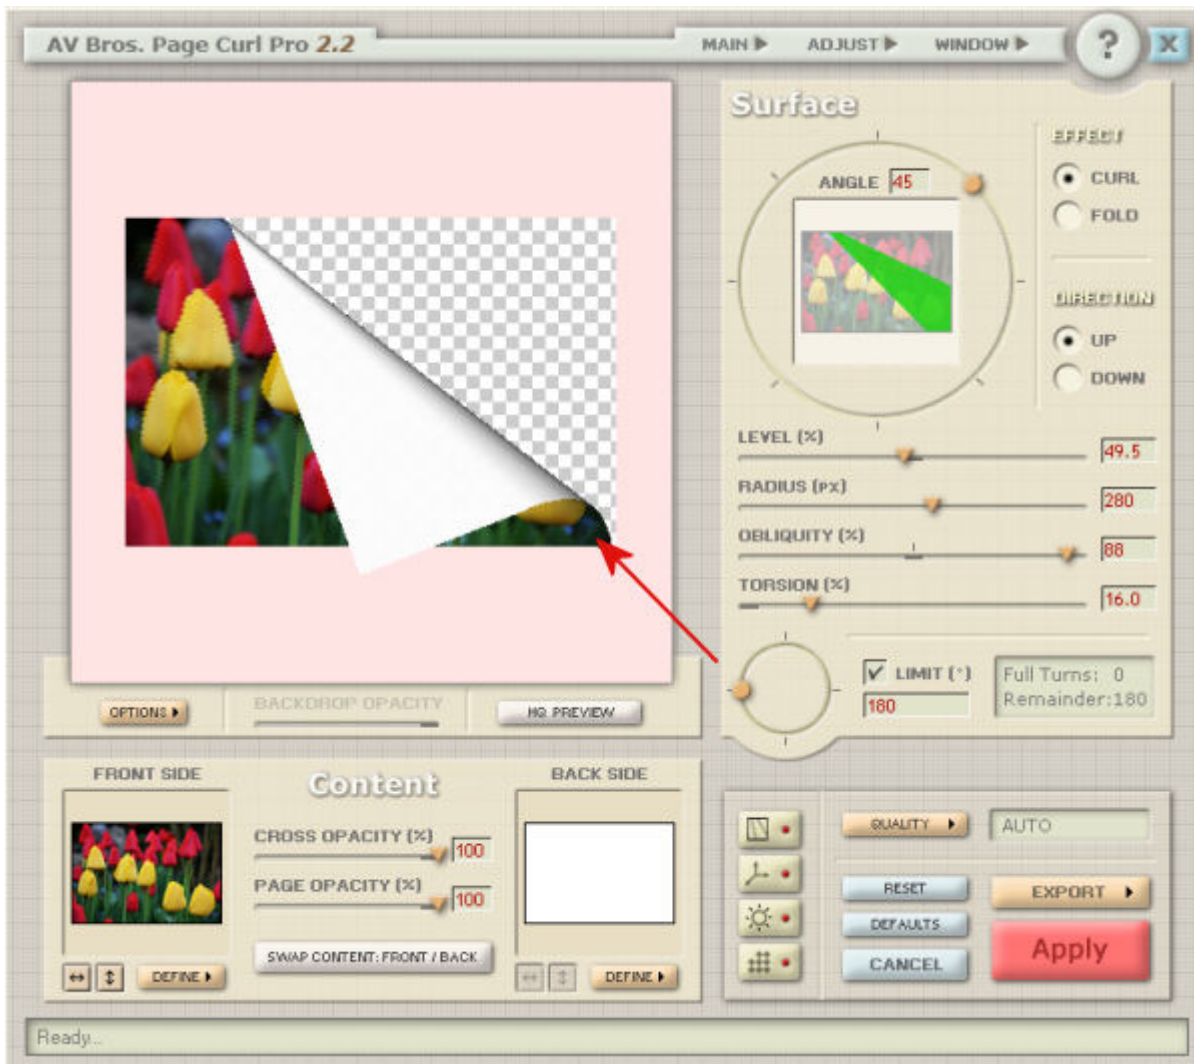 AV Bros. Page Curl Pro 2.2
MAIN
ADJUST
WINDOW
?
X
Surface
ANGLE 45
EFFECT
CURL
FOLD
DIRECTION
UP
DOWN
LEVEL (%)
49.5
RADIUS (PX)
280
OBLIQUITY (%)
88
TORSION (%)
16.0
LIMIT (°)
180
Full Turns: 0
Remainder:180
OPTIONS
BACKDROP OPACITY
HQ PREVIEW
FRONT SIDE
Content
BACK SIDE
CROSS OPACITY (%)
100
PAGE OPACITY (%)
100
SWAP CONTENT: FRONT / BACK
DEFINE
DEFINE
QUALITY
AUTO
RESET
DEFAULTS
CANCEL
EXPORT
Apply
Ready...